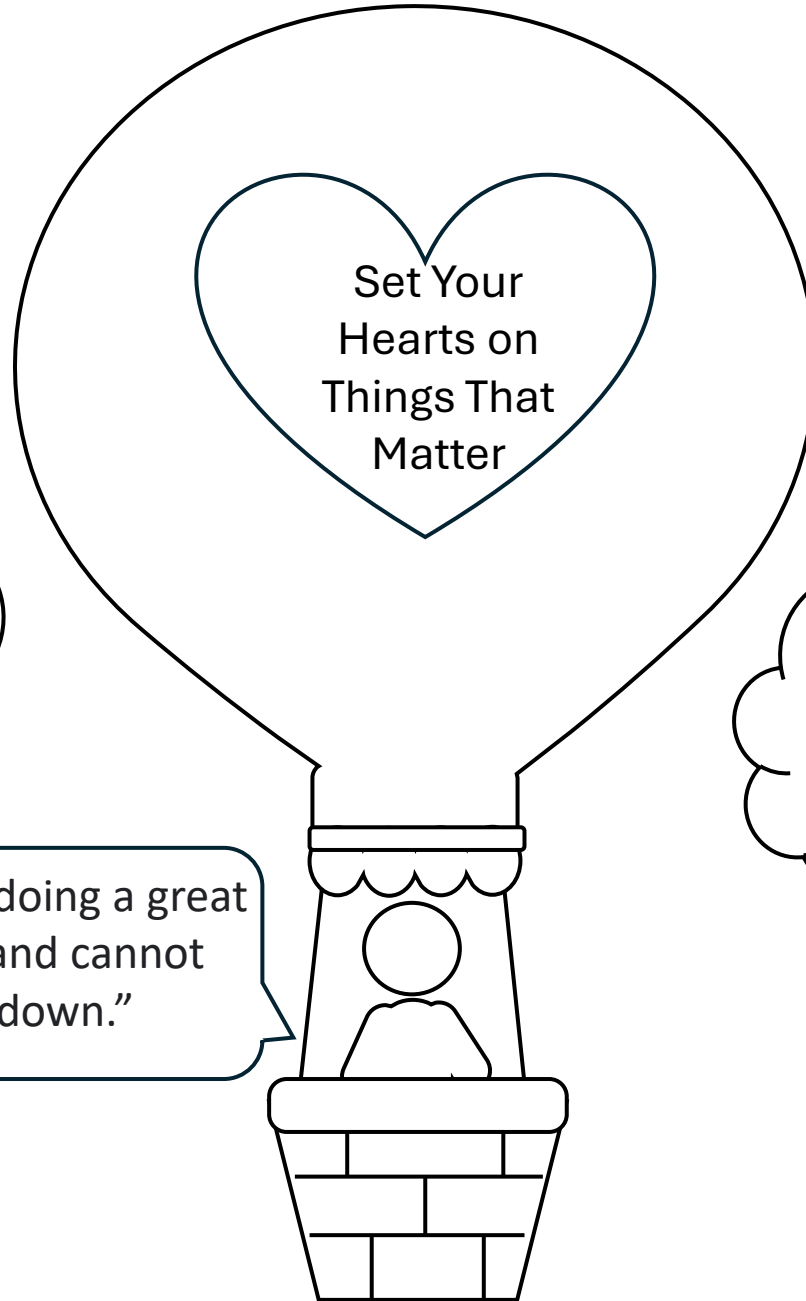 Set Your
Hearts on
Things That
Matter
doing a great
and cannot
down.”